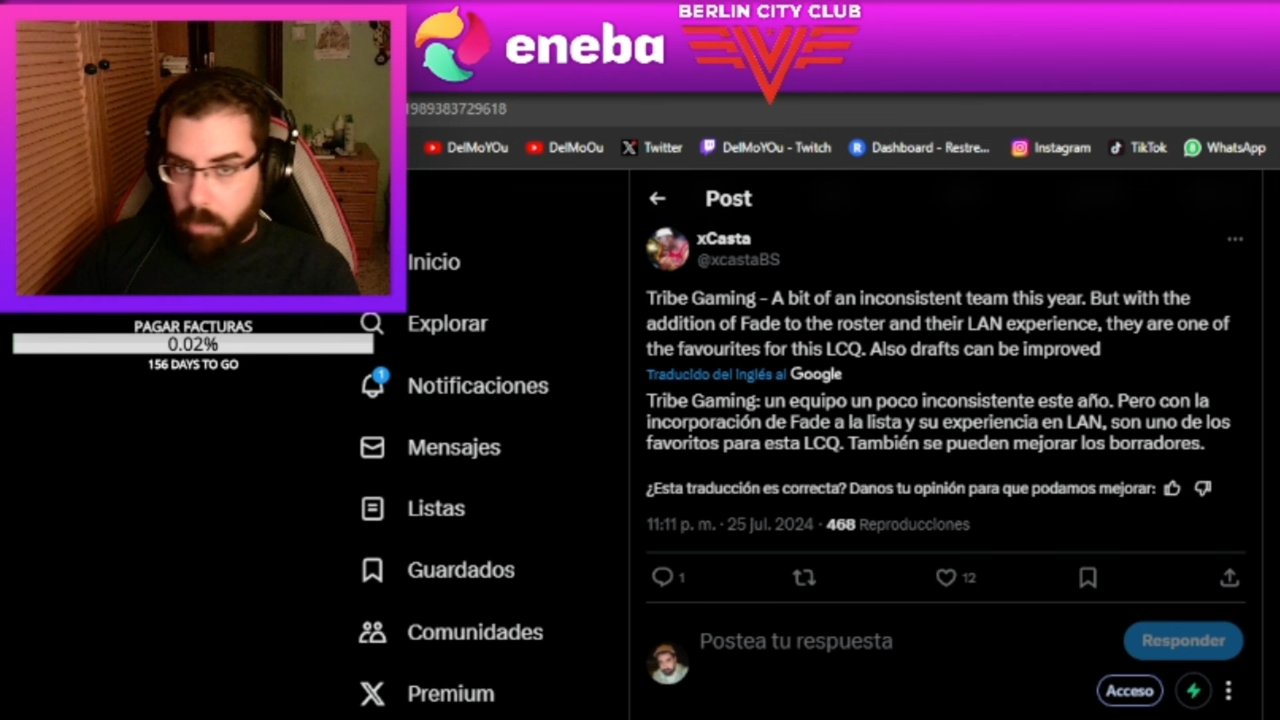 BERLIN CITY CLUB
eneba
1989383729618
DelMoYOu
DelMoOu
Twitter
DelMoYOu - Twitch
Dashboard - Restre...
Instagram
TikTok
WhatsApp
Post
xCasta
@xcastaBS
Inicio
Tribe Gaming - A bit of an inconsistent team this year. But with the
addition of Fade to the roster and their LAN experience, they are one of
the favourites for this LCQ. Also drafts can be improved
Traducido del inglés al Google
Tribe Gaming: un equipo un poco inconsistente este año. Pero con la
incorporación de Fade a la lista y su experiencia en LAN, son uno de los
favoritos para esta LCQ. También se pueden mejorar los borradores.
¿Esta traducción es correcta? Danos tu opinión para que podamos mejorar:
11:11 p. m. · 25 jul. 2024 · 468 Reproducciones
1
12
Postea tu respuesta
Responder
Acceso
PAGAR FACTURAS
0.02%
156 DAYS TO GO
Explorar
1
Notificaciones
Mensajes
Listas
Guardados
Comunidades
Premium